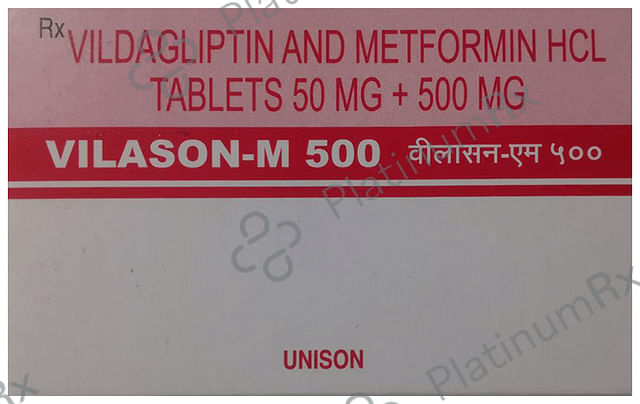 Rx VILDAGLIPTIN AND METFORMIN HCL
TABLETS 50 MG + 500 MG
VILASON-M 500 वीलासन-एम ५००
UNISON
PlatinumRx
PlatinumRx
PlatinumRx
Rx